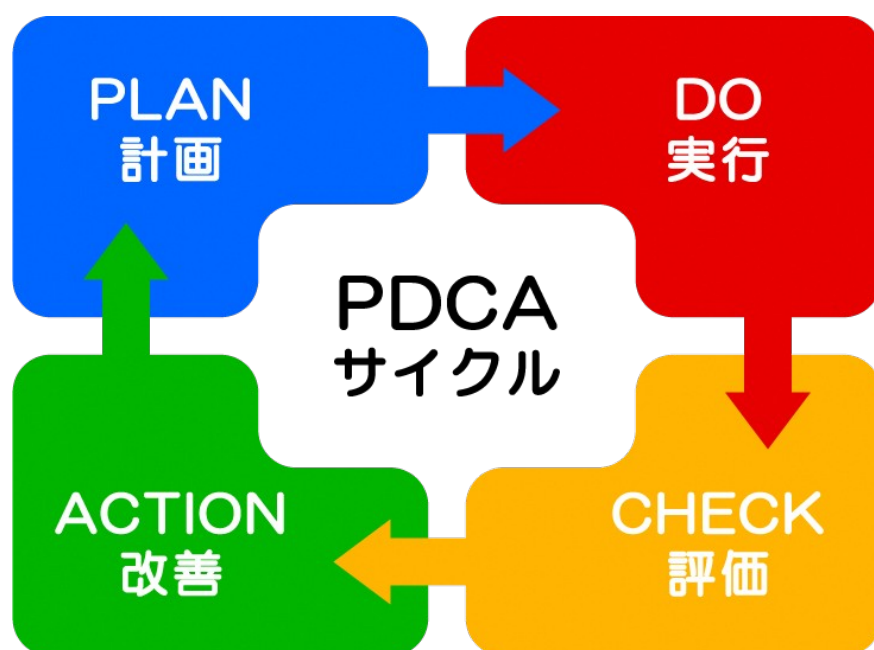 PLAN
計画
DO
実行
PDCA
サイクル
ACTION
改善
CHECK
評価